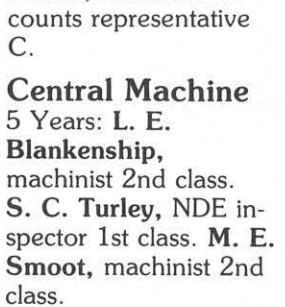 counts representative
C.
Central Machine
5 Years: L. E.
Blankenship,
machinist 2nd class.
S. C. Turley, NDE in-
spector 1st class. M. E.
Smoot, machinist 2nd
class.